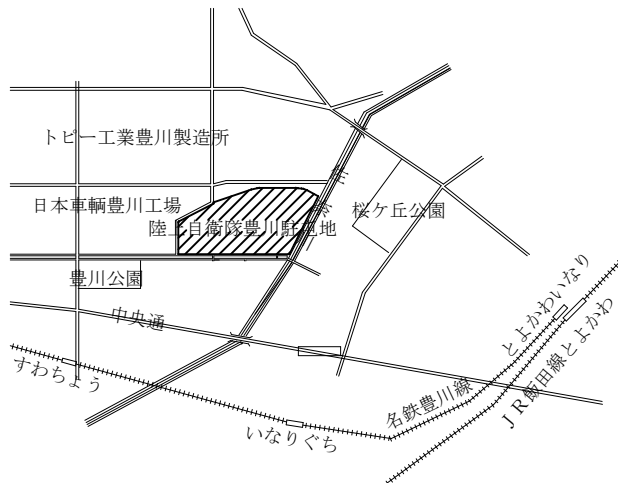 トピー工業豊川製造所
日本車輌豊川工場
陸上自衛隊豊川駐屯地
桜ケ丘公園
豊川公園
中央通
すわちよう
いなりぐち
名鉄豊川線
とよかわいなり
ＪＲ飯田線とよかわ